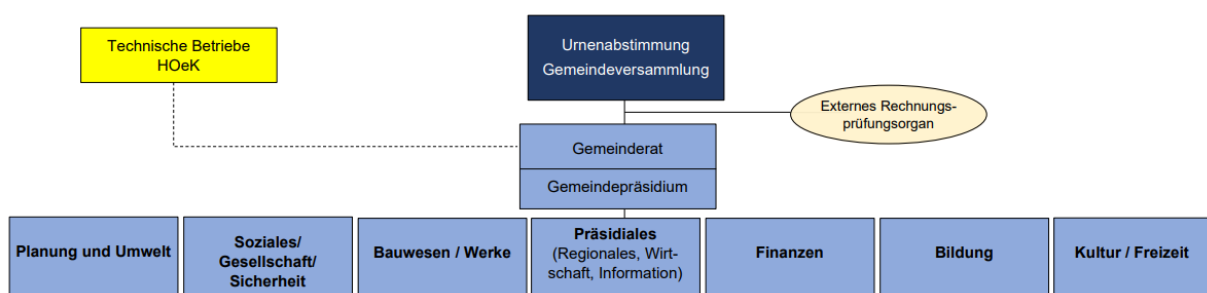 Technische Betriebe
HOeK
Urnenabstimmung
Gemeindeversammlung
Externes Rechnungs-
prüfungsorgan
Gemeinderat
Gemeindepräsidium
Planung und Umwelt
Soziales/
Gesellschaft/
Sicherheit
Bauwesen / Werke
Präsidiales
(Regionales, Wirt-
schaft, Information)
Finanzen
Bildung
Kultur / Freizeit